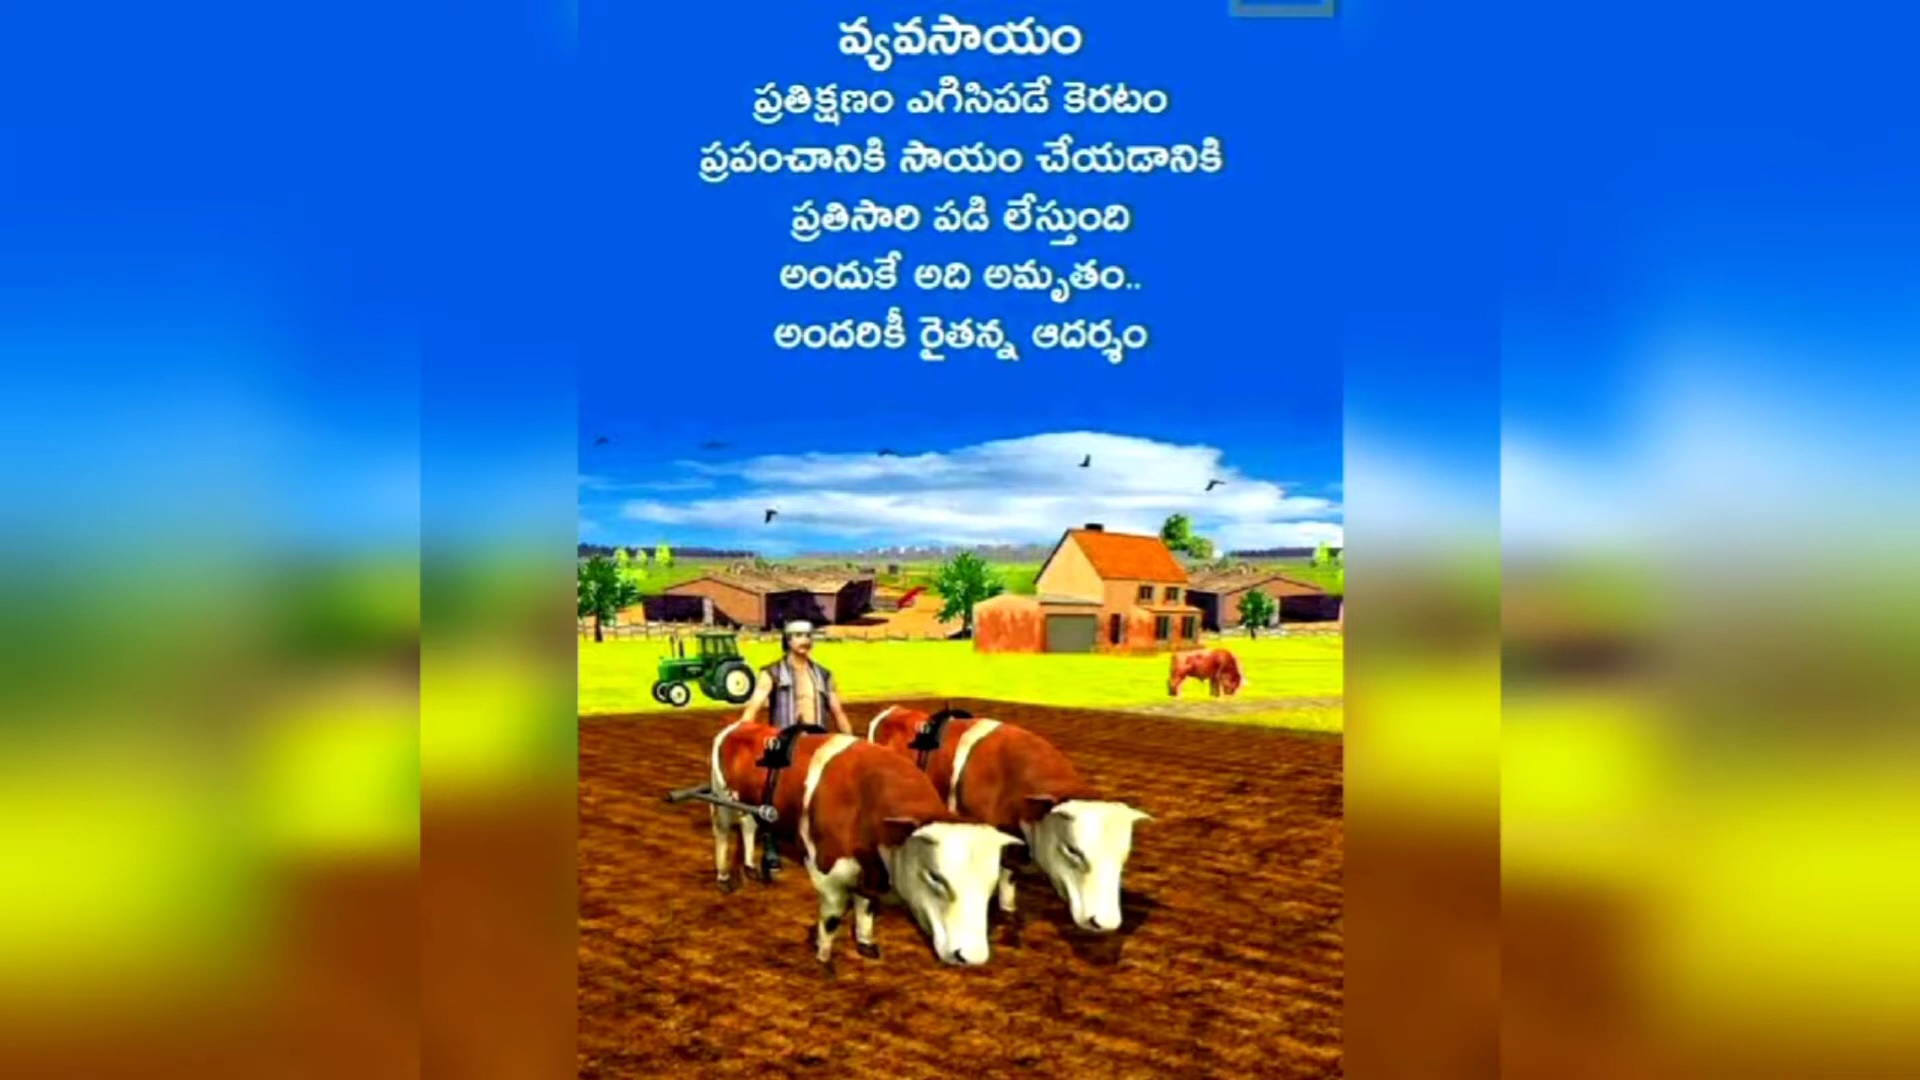 వ్యవసాయం
ప్రతిక్షణం ఎగిసిపడే కెరటం
ప్రపంచానికి సాయం చేయడానికి
ప్రతిసారి పడి లేస్తుంది
అందుకే అది అమృతం..
అందరికీ రైతన్న ఆదర్శం